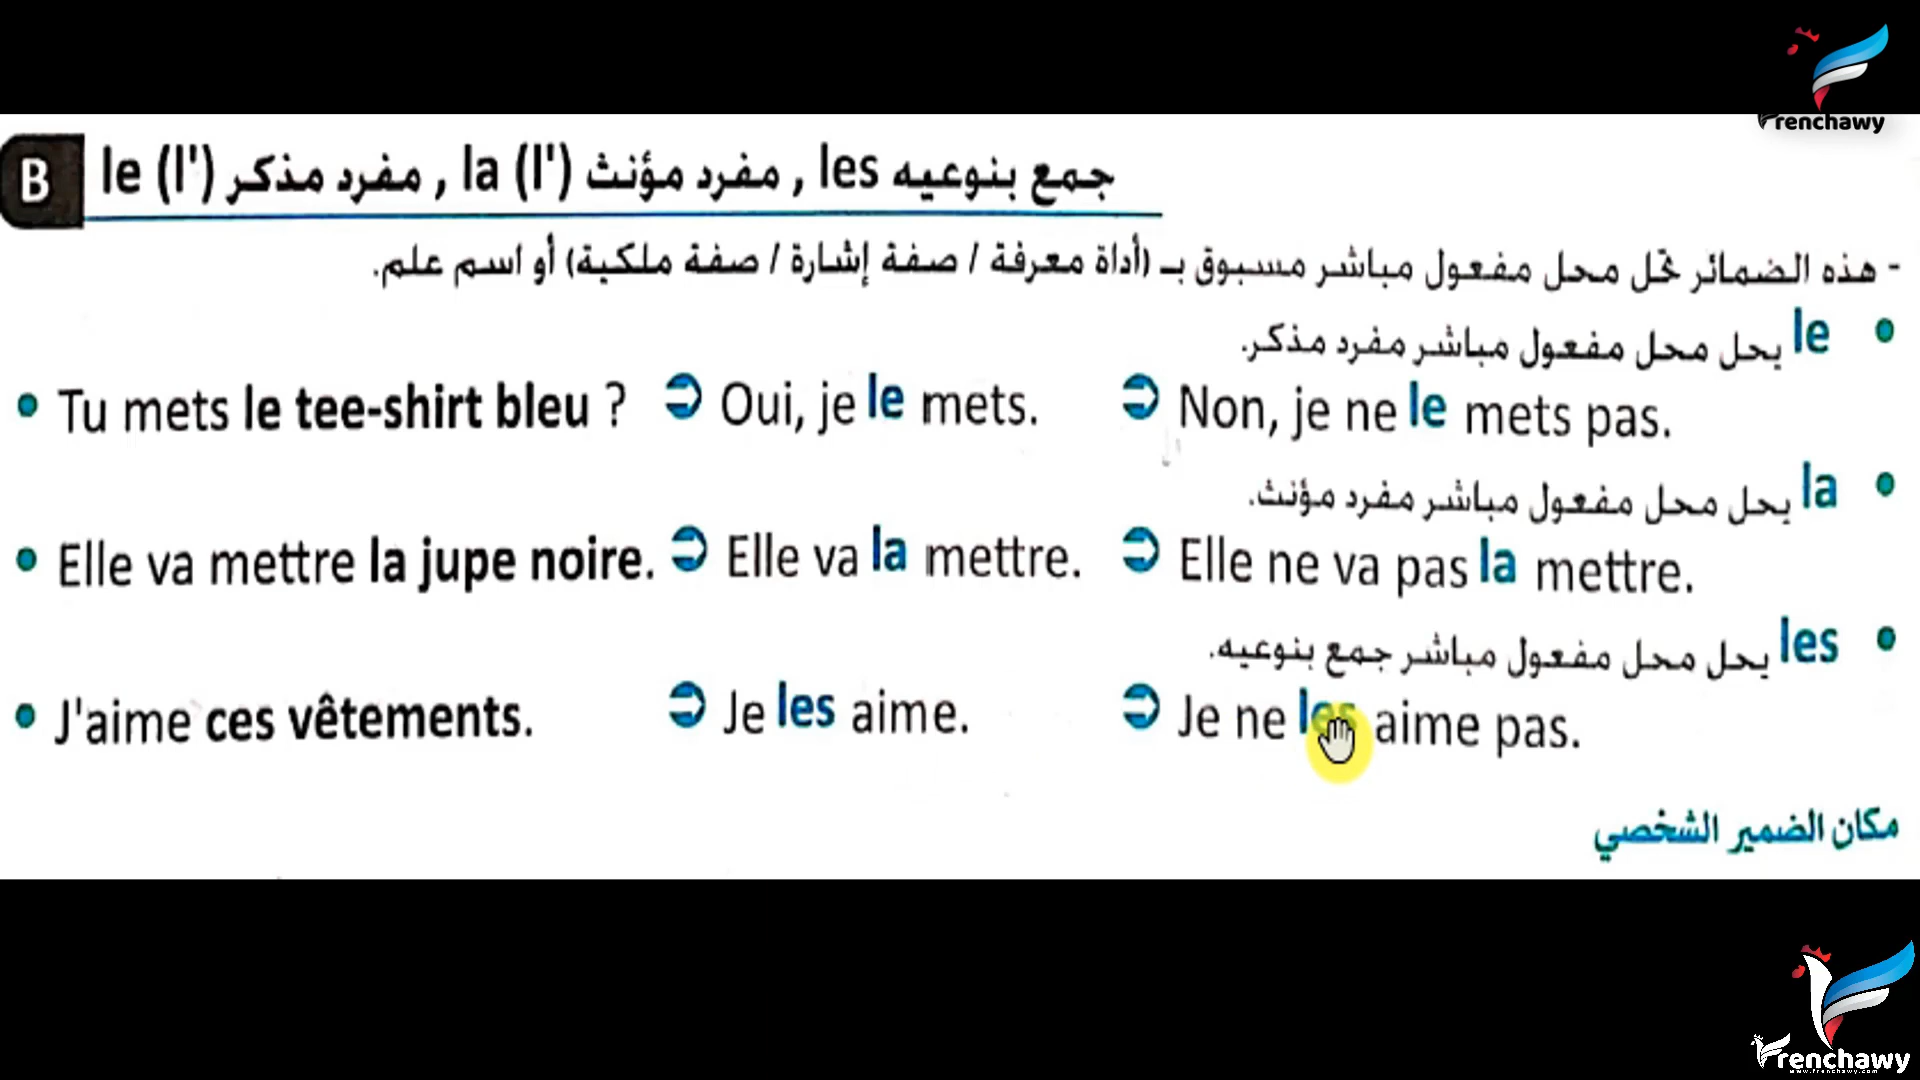 Frenchawy
B le (l') مفرد مذكر , la (l') مفرد مؤنث , les جمع بنوعيه
- هذه الضمائر تحل محل مفعول مباشر مسبوق بـ (أداة معرفة / صفة إشارة / صفة ملكية) أو اسم علم.
• le يحل محل مفعول مباشر مفرد مذكر.
• Tu mets le tee-shirt bleu ? ➲ Oui, je le mets. ➲ Non, je ne le mets pas.
• la يحل محل مفعول مباشر مفرد مؤنث.
• Elle va mettre la jupe noire. ➲ Elle va la mettre. ➲ Elle ne va pas la mettre.
• les يحل محل مفعول مباشر جمع بنوعيه.
• J'aime ces vêtements. ➲ Je les aime. ➲ Je ne les aime pas.
مكان الضمير الشخصي
Frenchawy
www.frenchawy.com